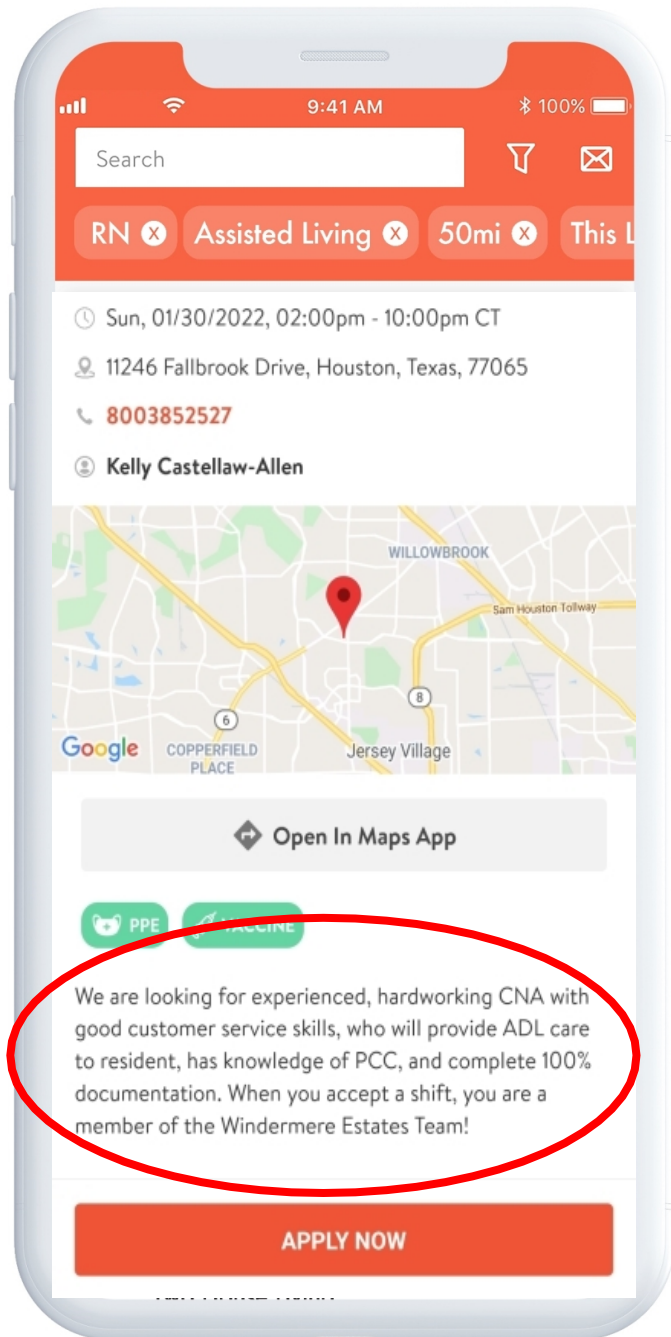 9:41 AM
100%
Search
RN X Assisted Living X 50mi X This L
Sun, 01/30/2022, 02:00pm - 10:00pm CT
11246 Fallbrook Drive, Houston, Texas, 77065
8003852527
Kelly Castellaw-Allen
WILLOWBROOK
Sam Houston Tollway
8
6
Google
COPPERFIELD
PLACE
Jersey Village
Open In Maps App
PPE VACCINE
We are looking for experienced, hardworking CNA with
good customer service skills, who will provide ADL care
to resident, has knowledge of PCC, and complete 100%
documentation. When you accept a shift, you are a
member of the Windermere Estates Team!
APPLY NOW